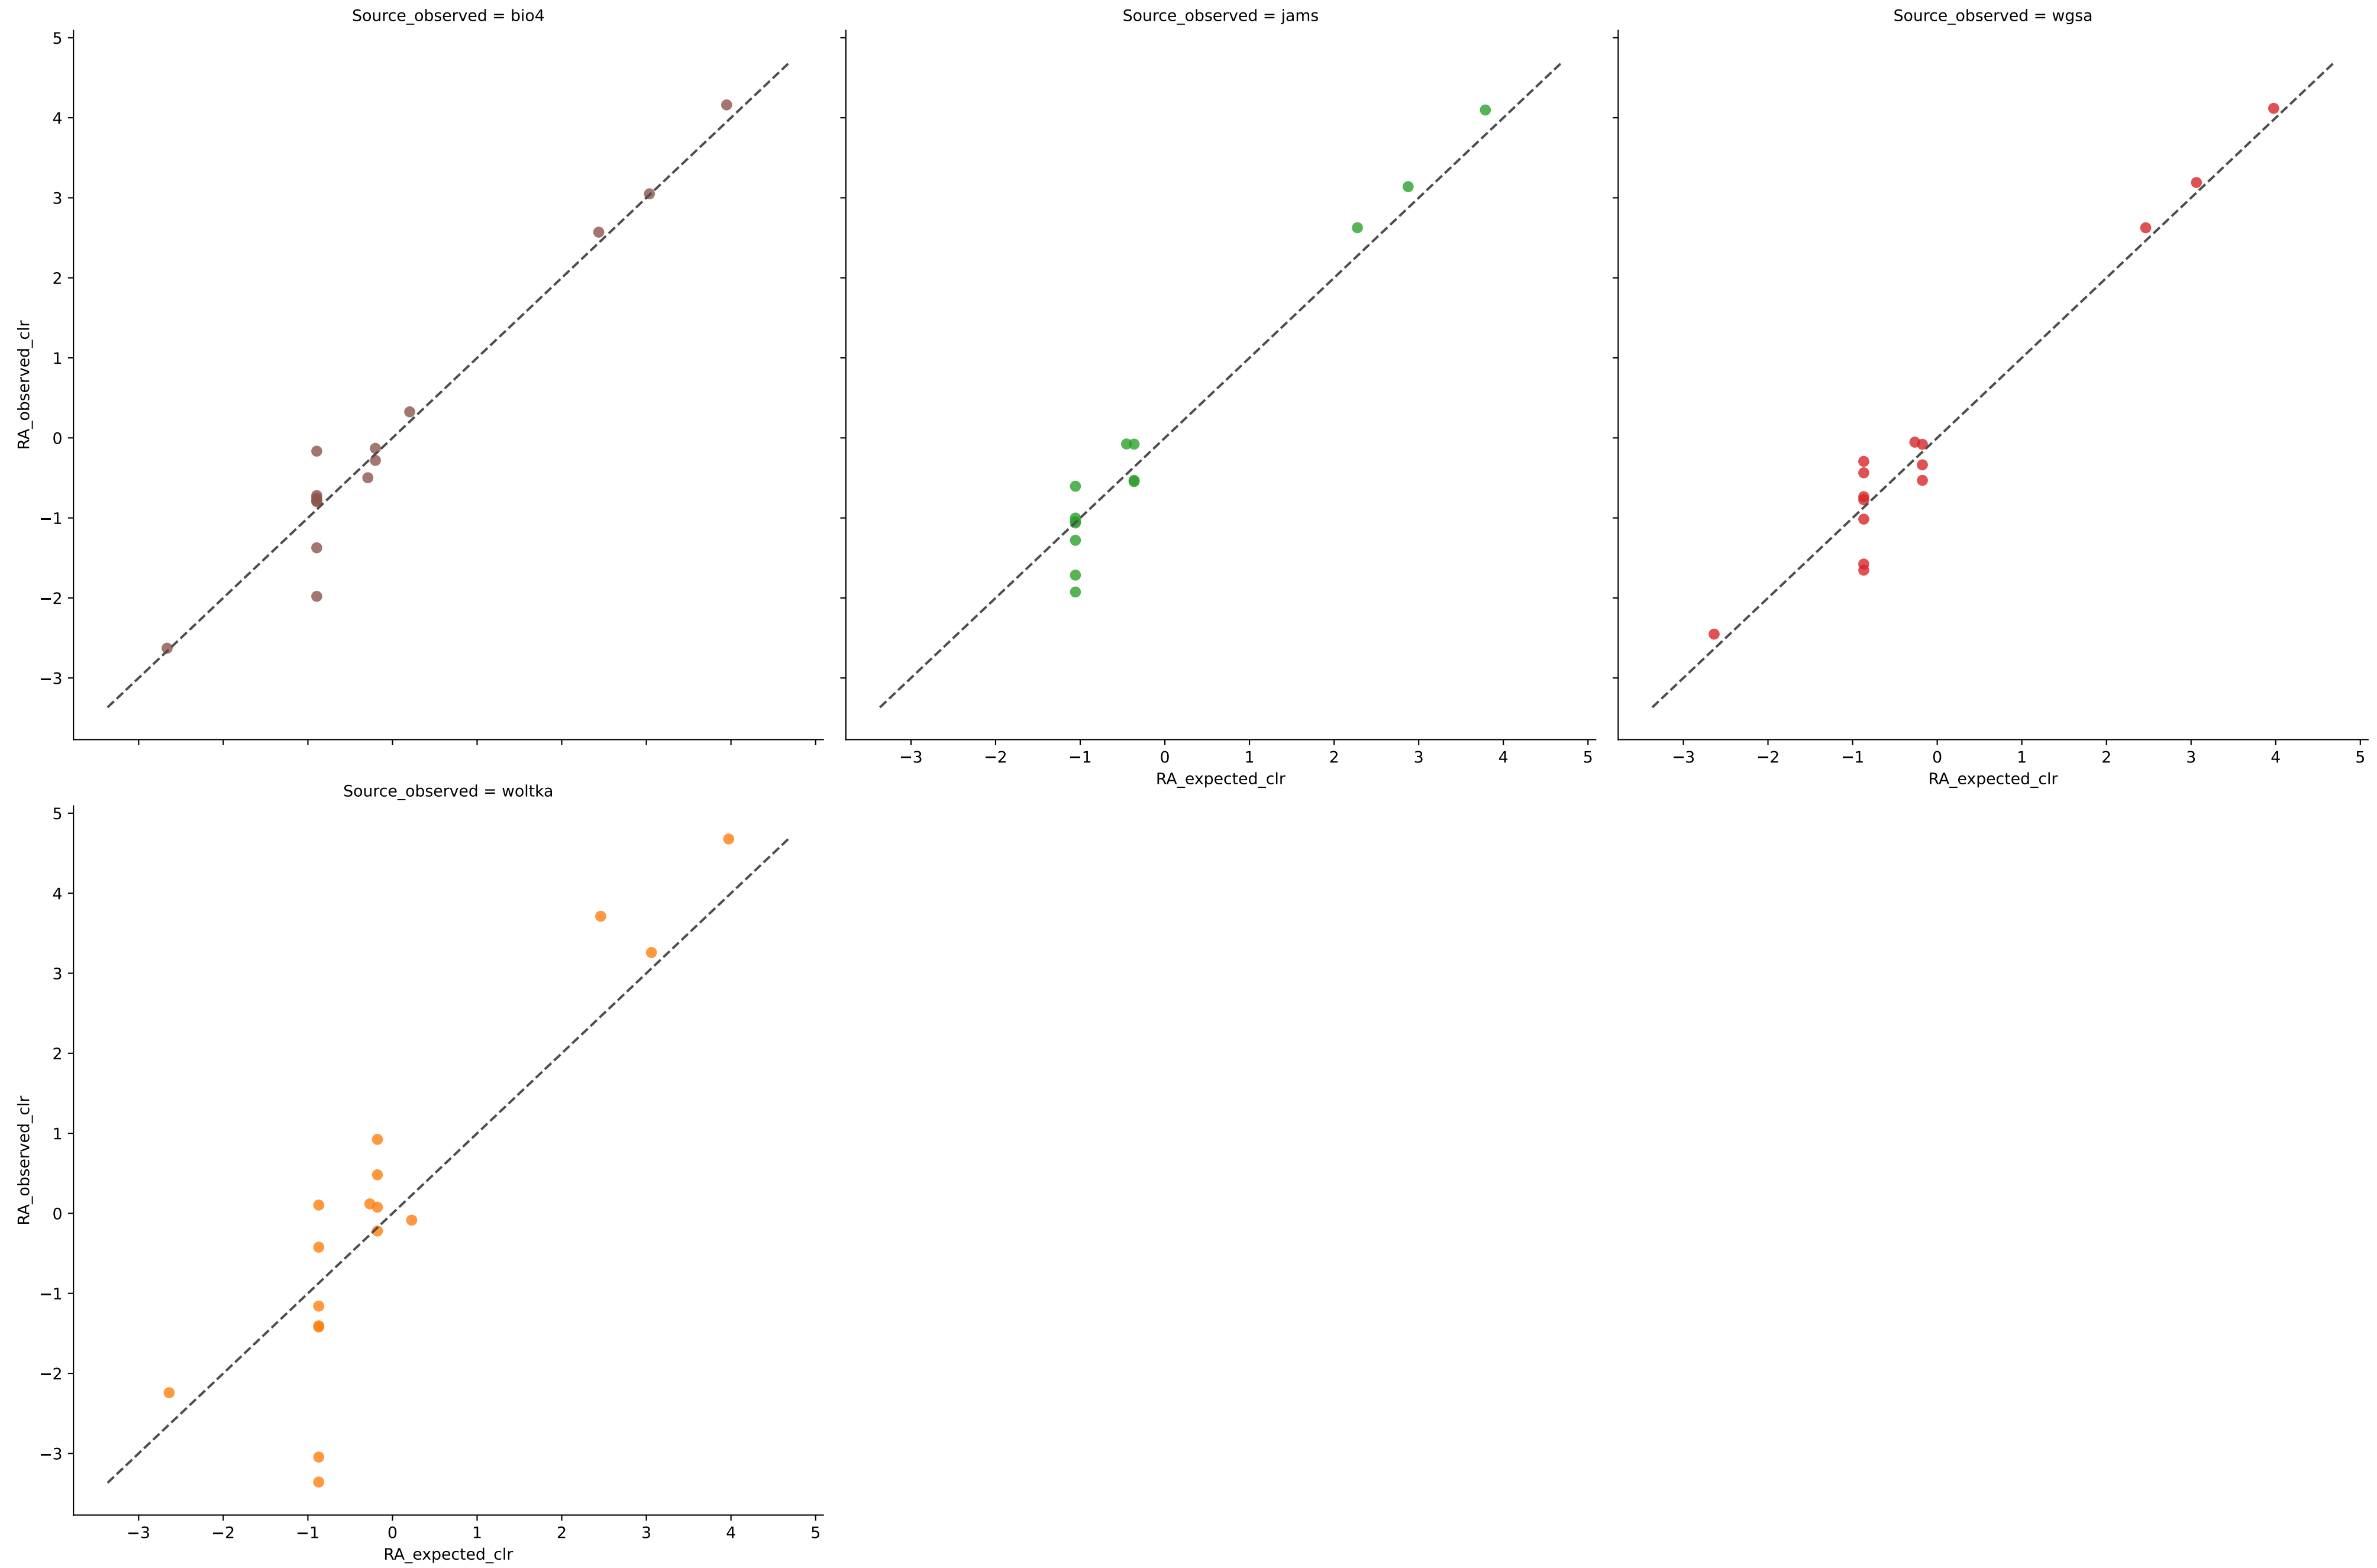 Source_observed = bio4
Source_observed = jams
Source_observed = wgsa
5
4
3
2
1
0
−1
−2
−3
RA_observed_clr
−3 −2 −1 0 1 2 3 4 5
RA_expected_clr
−3 −2 −1 0 1 2 3 4 5
RA_expected_clr
Source_observed = woltka
5
4
3
2
1
0
−1
−2
−3
RA_observed_clr
−3 −2 −1 0 1 2 3 4 5
RA_expected_clr